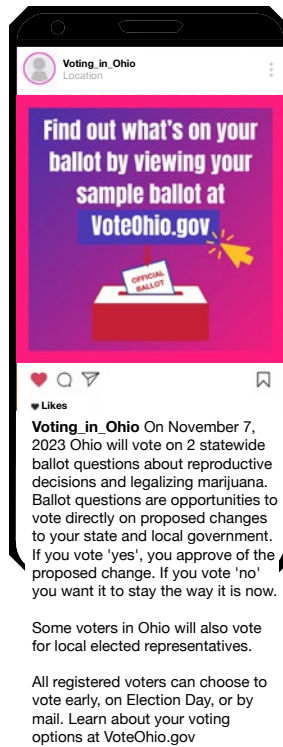 Voting_in_Ohio
Location
Find out what's on your
ballot by viewing your
sample ballot at
VoteOhio.gov
OFFICIAL
BALLOT
Likes
Voting_in_Ohio On November 7,
2023 Ohio will vote on 2 statewide
ballot questions about reproductive
decisions and legalizing marijuana.
Ballot questions are opportunities to
vote directly on proposed changes
to your state and local government.
If you vote 'yes', you approve of the
proposed change. If you vote 'no'
you want it to stay the way it is now.
Some voters in Ohio will also vote
for local elected representatives.
All registered voters can choose to
vote early, on Election Day, or by
mail. Learn about your voting
options at VoteOhio.gov